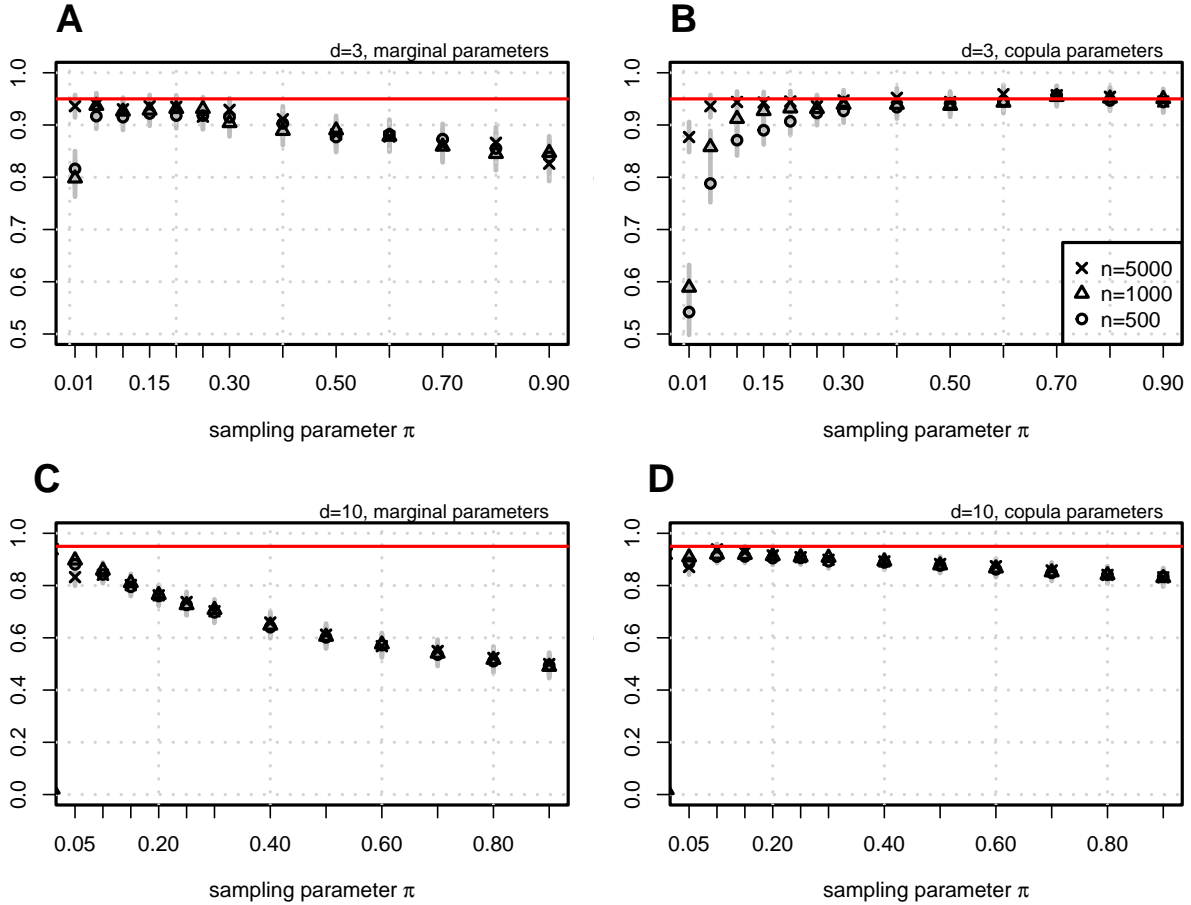 A
d=3, marginal parameters
1.0
0.9
0.8
0.7
0.6
0.5
0.01 0.15 0.30 0.50 0.70 0.90
sampling parameter π
B
d=3, copula parameters
1.0
0.9
0.8
0.7
0.6
0.5
n=5000
n=1000
n=500
0.01 0.15 0.30 0.50 0.70 0.90
sampling parameter π
C
d=10, marginal parameters
1.0
0.8
0.6
0.4
0.2
0.0
0.05 0.20 0.40 0.60 0.80
sampling parameter π
D
d=10, copula parameters
1.0
0.8
0.6
0.4
0.2
0.0
0.05 0.20 0.40 0.60 0.80
sampling parameter π